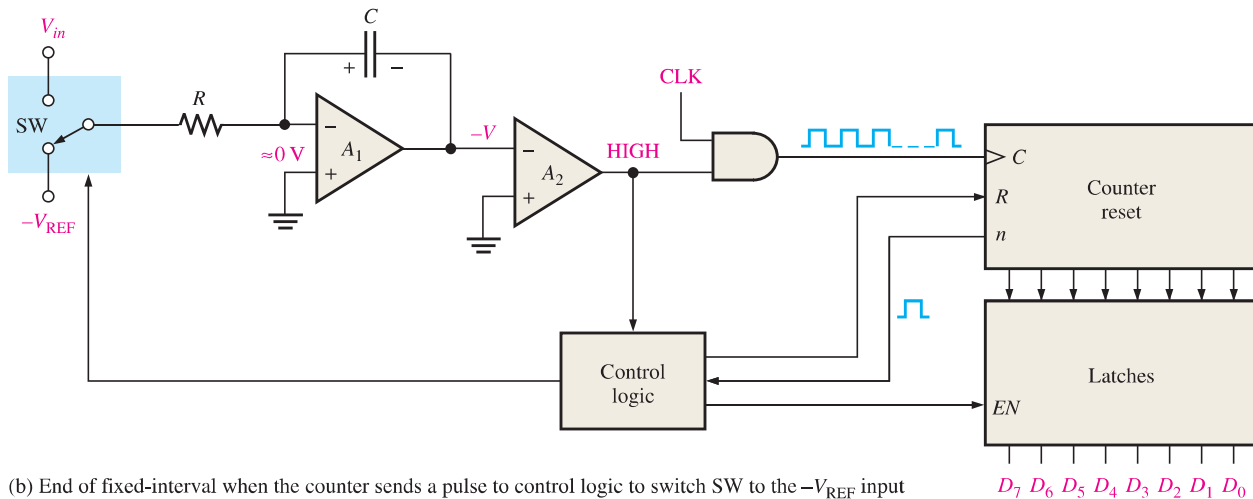 V_in
C
CLK
R
SW
+ −
−
A_1
≈0 V
+
−V
−
HIGH
A_2
+
C
Counter reset
R
n
−V_REF
Control logic
Latches
EN
D_7 D_6 D_5 D_4 D_3 D_2 D_1 D_0
(b) End of fixed-interval when the counter sends a pulse to control logic to switch SW to the −V_REF input